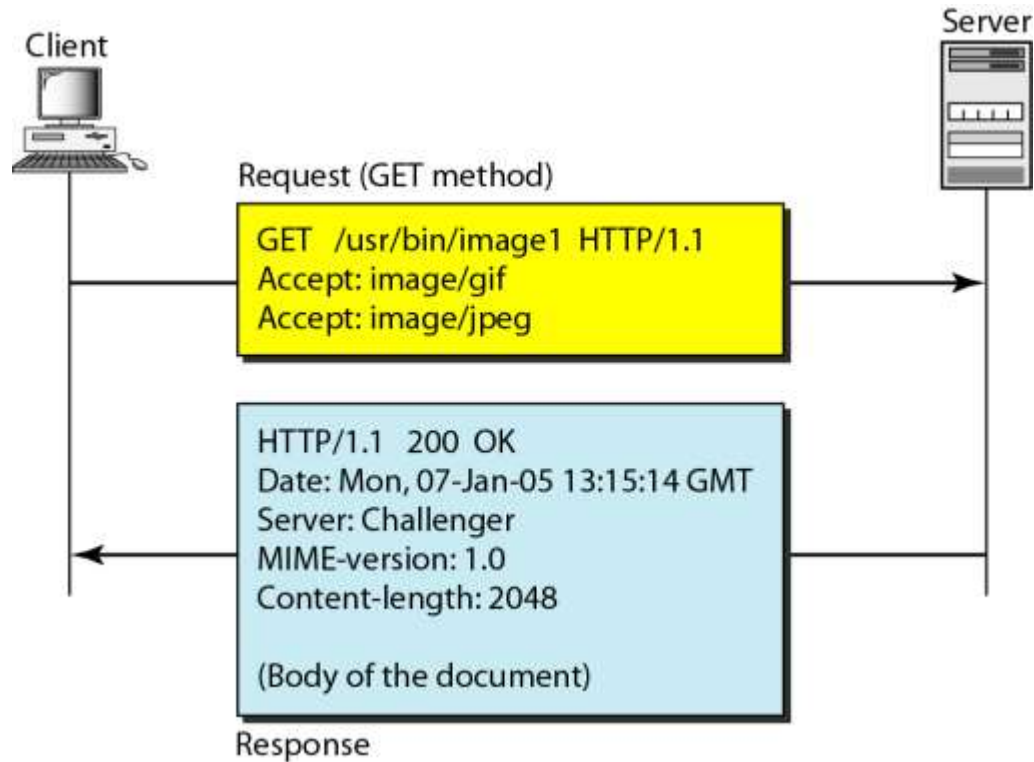 Client
Server
Request (GET method)
GET /usr/bin/image1 HTTP/1.1
Accept: image/gif
Accept: image/jpeg
HTTP/1.1 200 OK
Date: Mon, 07-Jan-05 13:15:14 GMT
Server: Challenger
MIME-version: 1.0
Content-length: 2048
(Body of the document)
Response